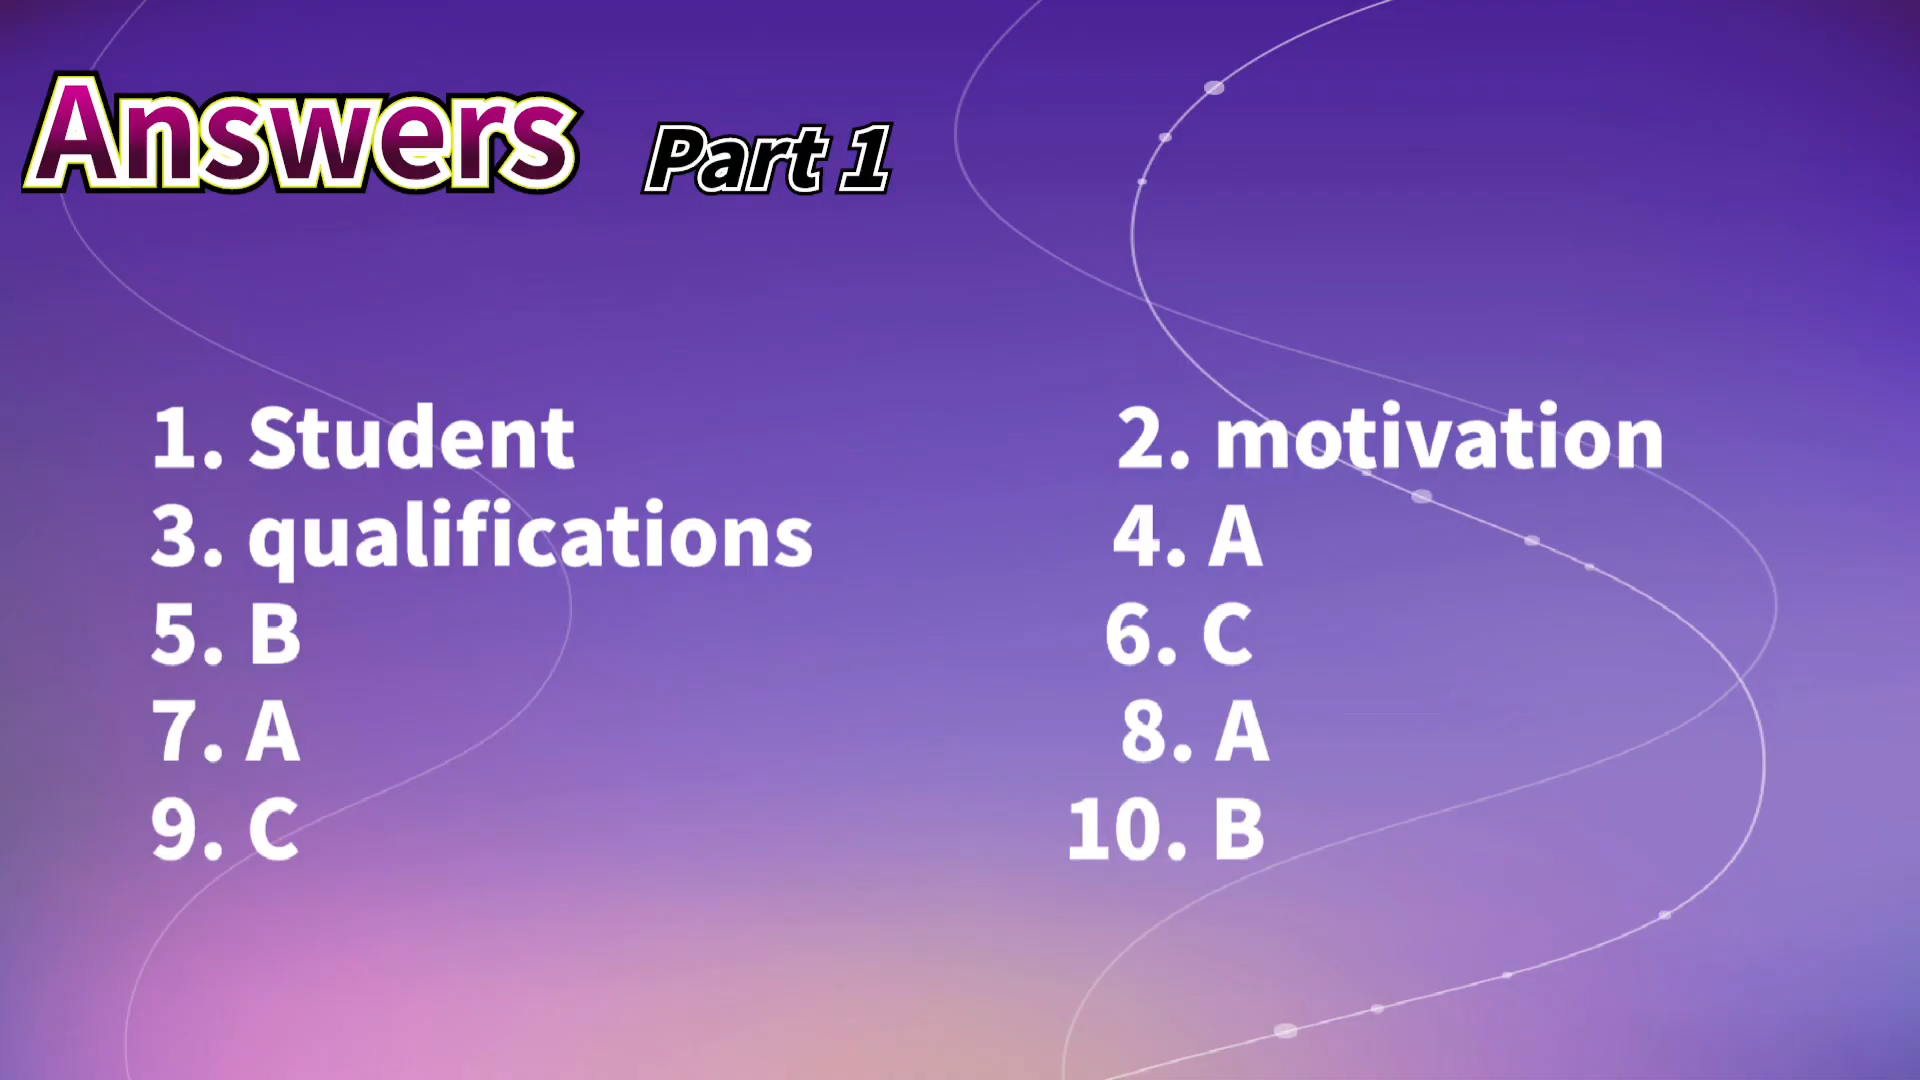 Answers Part 1
1. Student 2. motivation
3. qualifications 4. A
5. B 6. C
7. A 8. A
9. C 10. B